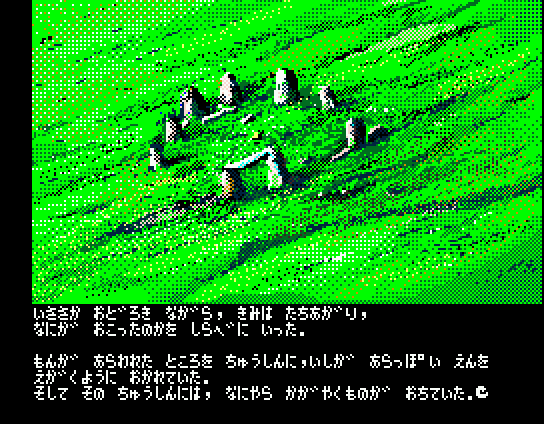 いささか おどろき ながら, きみは たちあがり,
なにが おこったのかを しらべに いった.
もんが あらわれた ところを ちゅうしんに,いしが あらっぽい えんを
えがくように おかれていた.
そして その ちゅうしんには, なにやら かがやくものが おちていた.